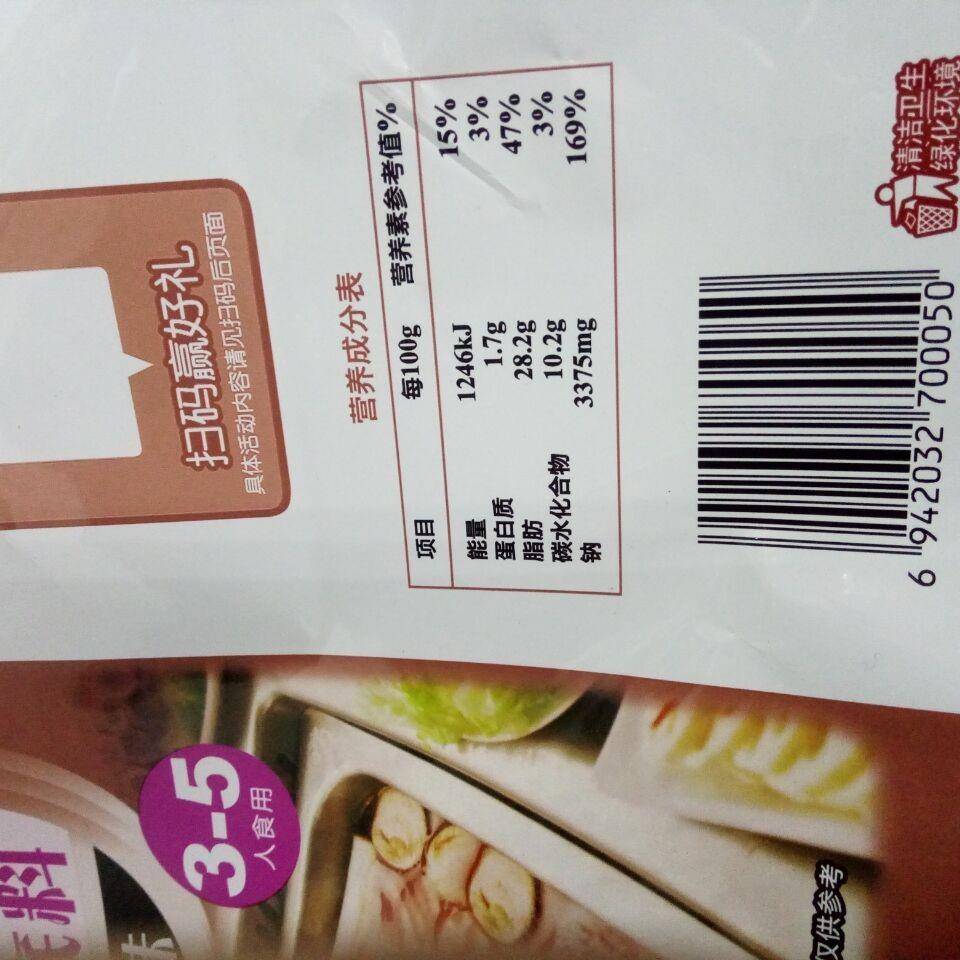 扫码赢好礼
具体活动内容请见扫码后页面
营养成分表
项目 每100g 营养素参考值%
能量 1246kJ 15%
蛋白质 1.7g 3%
脂肪 28.2g 47%
碳水化合物 10.2g 3%
钠 3375mg 169%
6 942032 700050
清洁卫生
绿化环境
料
3-5
人食用
仅供参考